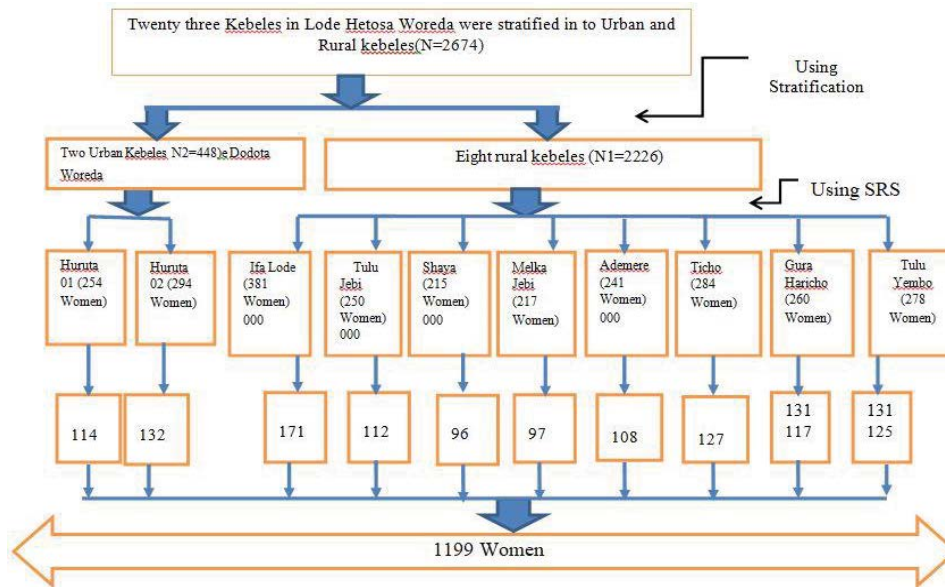 Twenty three Kebeles in Lode Hetosa Woreda were stratified in to Urban and
Rural kebeles(N=2674)
Using
Stratification
Two Urban Kebeles N2=448)e Dodota
Woreda
Eight rural kebeles (N1=2226)
Using SRS
Huruta
01 (254
Women)
Huruta
02 (294
Women)
Ifa Lode
(381
Women)
000
Tulu
Jebi
(250
Women)
000
Shaya
(215
Women)
000
Melka
Jebi
(217
Women)
Ademere
(241
Women)
000
Ticho
(284
Women)
Gura
Haricho
(260
Women)
Tulu
Yembo
(278
Women)
114
132
171
112
96
97
108
127
131
117
131
125
1199 Women